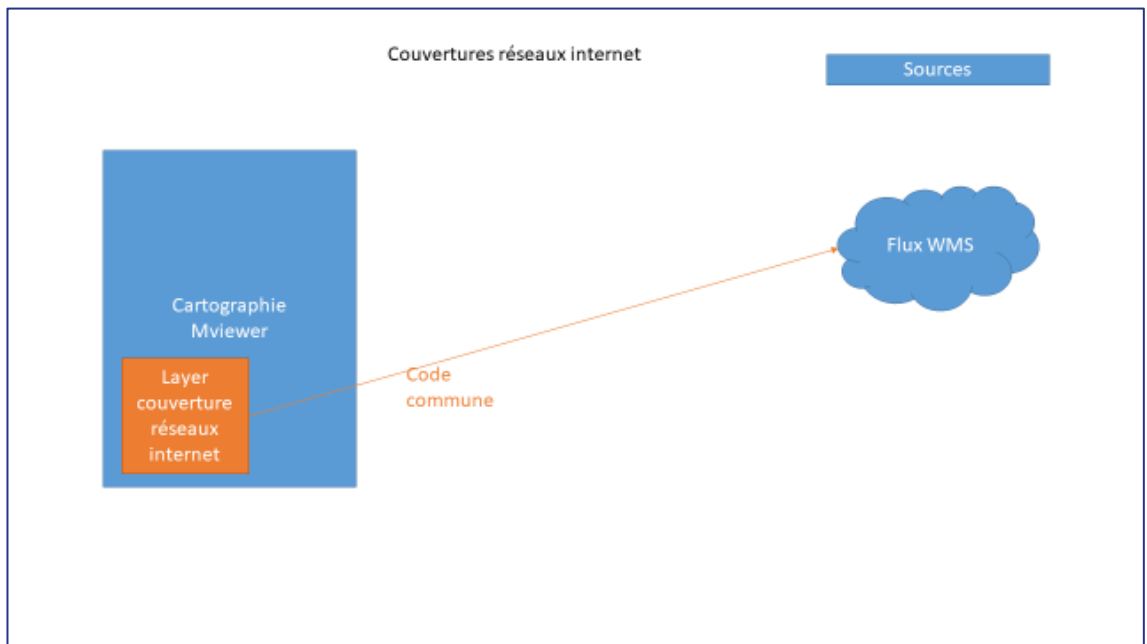 Couvertures réseaux internet
Sources
Flux WMS
Cartographie
Mviewer
Layer
couverture
réseaux
internet
Code
commune